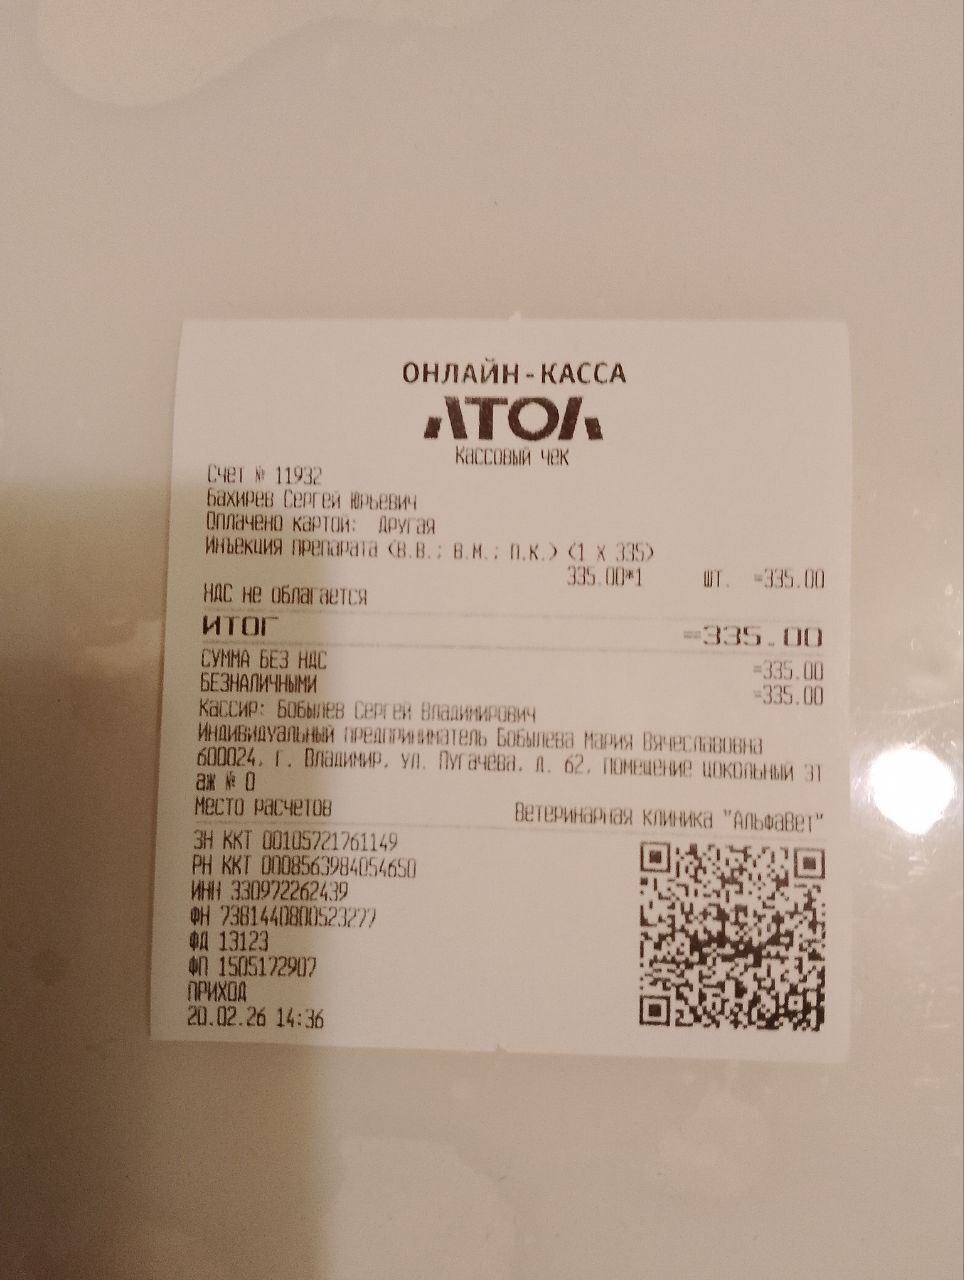 ОНЛАЙН-КАССА
АТОЛ
Кассовый чек
Счет № 11932
Бахирев Сергей Юрьевич
Оплачено картой: Другая
Инъекция препарата (В.В.; В.М.; П.К.) (1 X 335)
335.00*1 шт. =335.00
НДС не облагается
ИТОГ =335.00
СУММА БЕЗ НДС =335.00
БЕЗНАЛИЧНЫМИ =335.00
Кассир: Бобылев Сергей Владимирович
Индивидуальный предприниматель Бобылева Мария Вячеславовна
600024, г. Владимир, ул. Пугачева, д. 62, помещение цокольный эт
аж № 0
Место расчетов Ветеринарная клиника "АльфаВет"
ЗН ККТ 00105721761149
РН ККТ 0008563984054650
ИНН 330972262439
ФН 7381440800523277
ФД 13123
ФП 1505172907
ПРИХОД
20.02.26 14:36